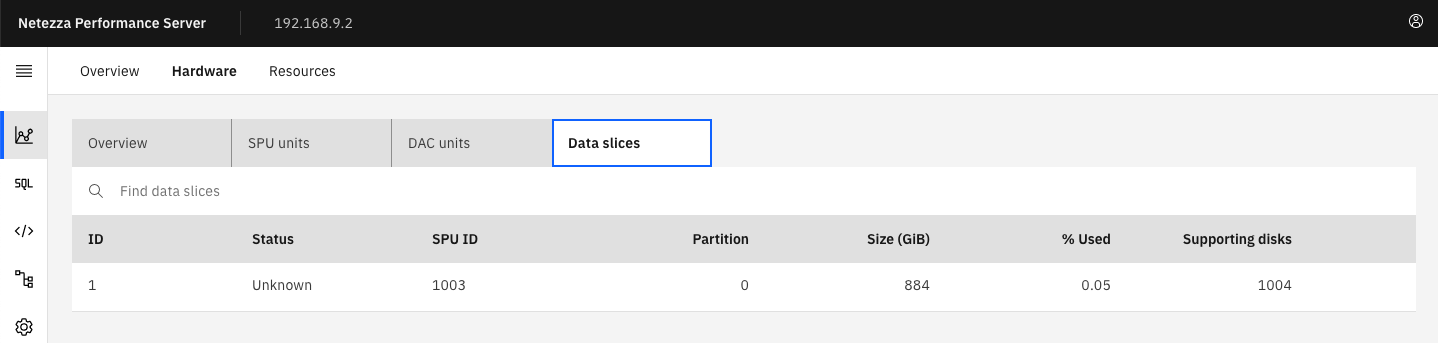 Netezza Performance Server 192.168.9.2
Overview Hardware Resources
Overview SPU units DAC units Data slices
SQL
Find data slices
ID Status SPU ID Partition Size (GiB) % Used Supporting disks
</>
1 Unknown 1003 0 884 0.05 1004